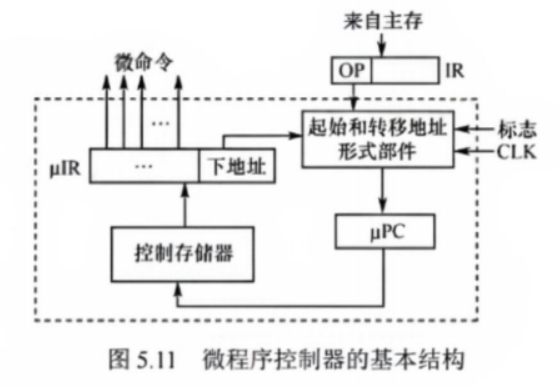 来自主存
微命令
OP
IR
…
起始和转移地址
形式部件
标志
CLK
μIR
…
下地址
μPC
控制存储器
图 5.11 微程序控制器的基本结构